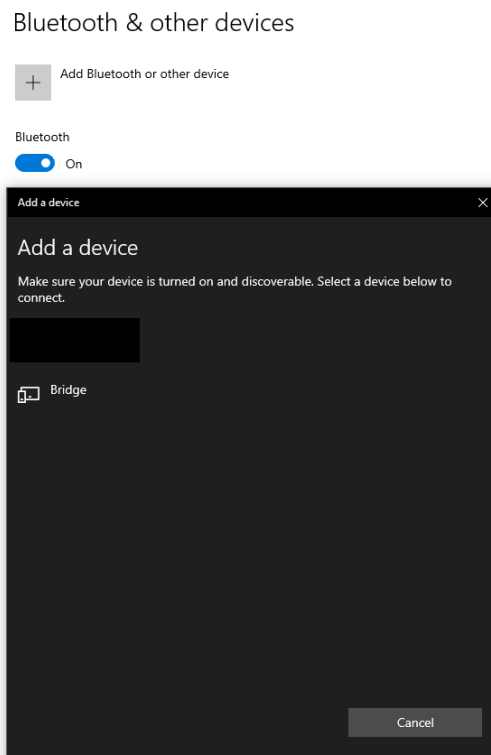 Bluetooth & other devices
Add Bluetooth or other device
Bluetooth
On
Add a device
Add a device
Make sure your device is turned on and discoverable. Select a device below to
connect.
Bridge
Cancel